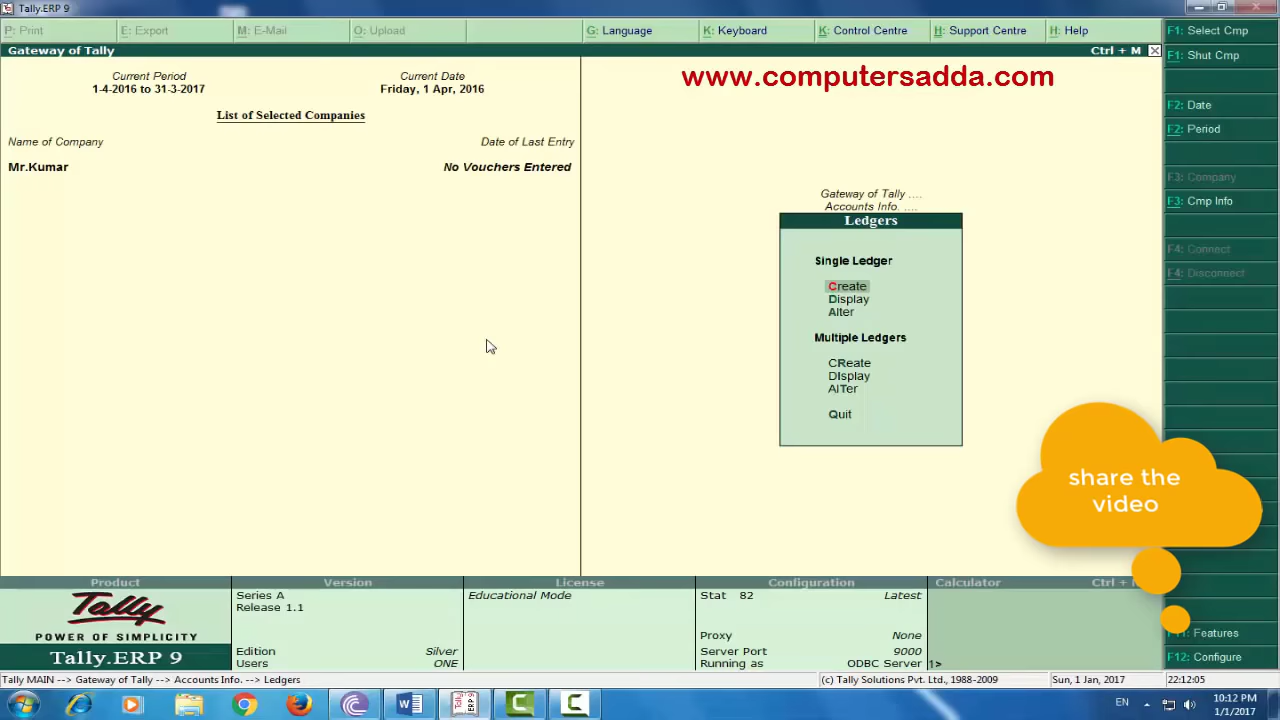 Tally.ERP 9
P: Print
E: Export
M: E-Mail
O: Upload
G: Language
K: Keyboard
K: Control Centre
H: Support Centre
H: Help
F1: Select Cmp
Gateway of Tally
Ctrl + M
F1: Shut Cmp
Current Period
1-4-2016 to 31-3-2017
Current Date
Friday, 1 Apr, 2016
www.computersadda.com
F2: Date
List of Selected Companies
F2: Period
Name of Company
Date of Last Entry
Mr.Kumar
No Vouchers Entered
F3: Company
Gateway of Tally ....
F3: Cmp Info
Accounts Info. ....
Ledgers
F4: Connect
Single Ledger
F4: Disconnect
Create
Display
Alter
Multiple Ledgers
CReate
DIsplay
AlTer
Quit
share the
video
Product
Version
License
Configuration
Calculator
Tally
POWER OF SIMPLICITY
Tally.ERP 9
Series A
Release 1.1
Edition Silver
Users ONE
Educational Mode
Stat 82 Latest
Proxy None
Server Port 9000
Running as ODBC Server
1>
Features
F12: Configure
Tally MAIN --> Gateway of Tally --> Accounts Info. --> Ledgers
(c) Tally Solutions Pvt. Ltd., 1988-2009
Sun, 1 Jan, 2017
22:12:05
EN
10:12 PM
1/1/2017